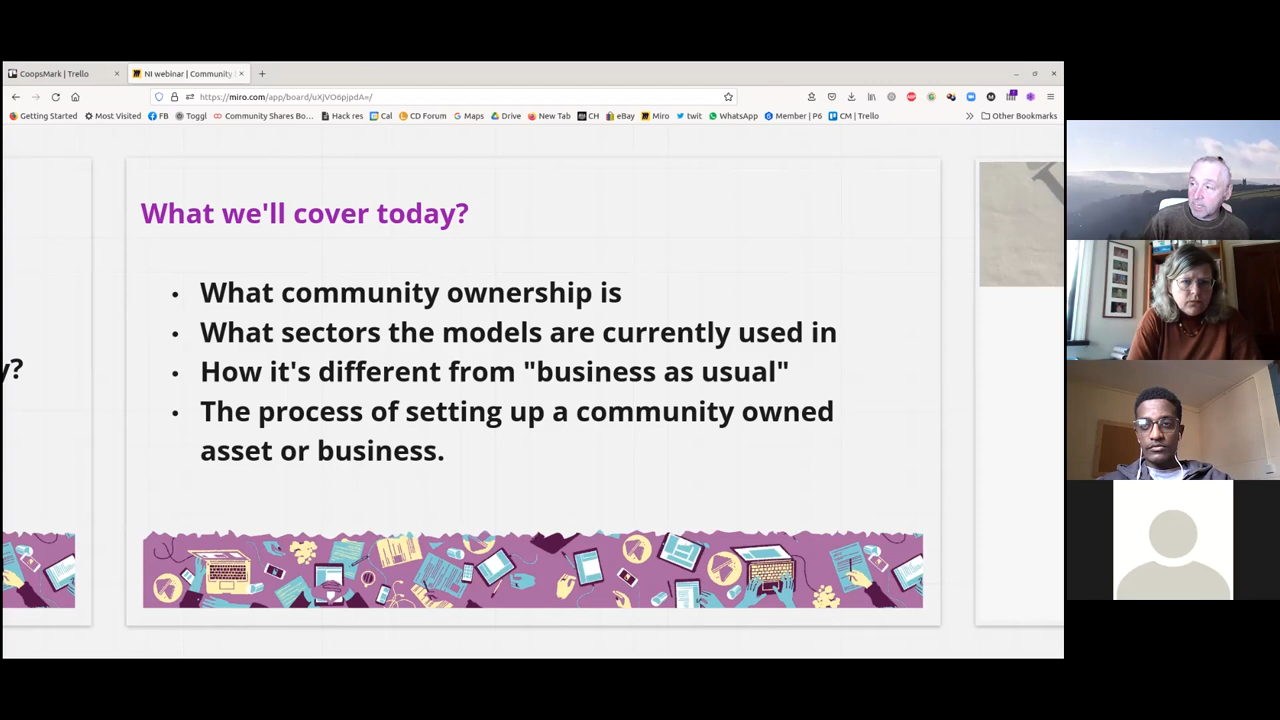 CoopsMark | Trello
NI webinar | Community
https://miro.com/app/board/uXjVO6pjpdA=/
Getting Started
Most Visited
FB
Toggl
Community Shares Bo...
Hack res
Cal
CD Forum
Maps
Drive
New Tab
CH
eBay
Miro
twit
WhatsApp
Member | P6
CM | Trello
Other Bookmarks
What we'll cover today?
• What community ownership is
• What sectors the models are currently used in
• How it's different from "business as usual"
• The process of setting up a community owned
asset or business.
y?